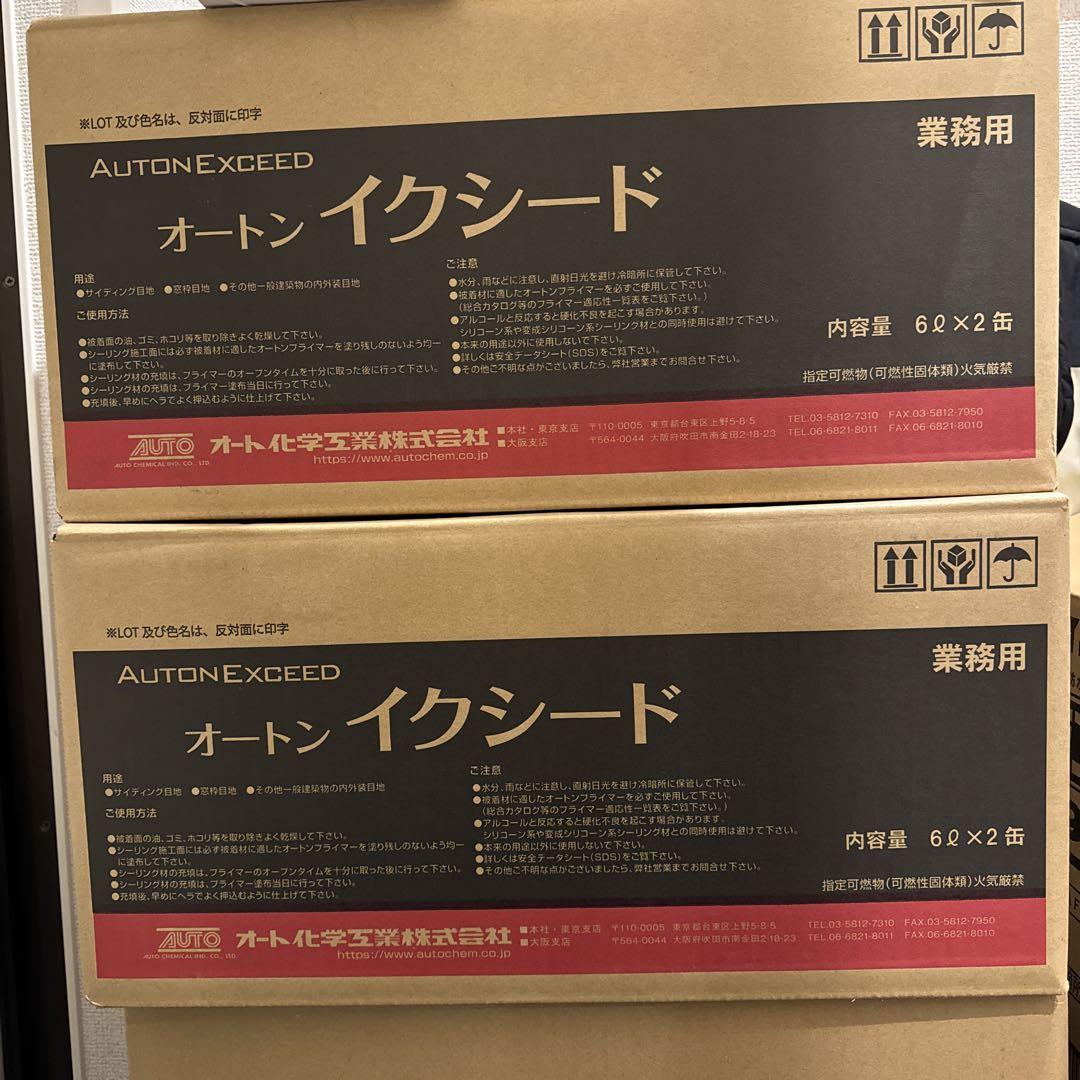 ※LOT 及び色名は、反対面に印字
業務用
AUTON EXCEED
オートン イクシード
用途
●サイディング目地 ●窓枠目地 ●その他一般建築物の内外装目地
ご使用方法
●被着面の油、ゴミ、ホコリ等を取り除きよく乾燥して下さい。
●シーリング施工面には必ず被着材に適したオートンプライマーを塗り残しのないよう均一
に塗布して下さい。
●シーリング材の充填は、プライマーのオープンタイムを十分に取った後に行って下さい。
●シーリング材の充填は、プライマー塗布当日に行って下さい。
●充填後、早めにヘラでよく押込むように仕上げて下さい。
ご注意
●水分、雨などに注意し、直射日光を避け冷暗所に保管して下さい。
●被着材に適したオートンプライマーを必ずご使用して下さい。
(総合カタログ等のプライマー適応性一覧表をご覧下さい。)
●アルコールと反応すると硬化不良を起こす場合があります。
シリコーン系や変成シリコーン系シーリング材との同時使用は避けて下さい。
●本来の用途以外に使用しないで下さい。
●詳しくは安全データシート(SDS)をご覧下さい。
●その他ご不明な点がございましたら、弊社営業までお問合せ下さい。
内容量 6ℓ×2缶
指定可燃物(可燃性固体類)火気厳禁
AUTO
AUTO CHEMICAL IND. CO., LTD.
オート化学工業株式会社
https://www.autochem.co.jp
■本社・東京支店 〒110-0005 東京都台東区上野5-8-5 TEL.03-5812-7310 FAX.03-5812-7950
■大阪支店 〒564-0044 大阪府吹田市南金田2-18-23 TEL.06-6821-8011 FAX.06-6821-8010
※LOT 及び色名は、反対面に印字
業務用
AUTON EXCEED
オートン イクシード
用途
●サイディング目地 ●窓枠目地 ●その他一般建築物の内外装目地
ご使用方法
●被着面の油、ゴミ、ホコリ等を取り除きよく乾燥して下さい。
●シーリング施工面には必ず被着材に適したオートンプライマーを塗り残しのないよう均一
に塗布して下さい。
●シーリング材の充填は、プライマーのオープンタイムを十分に取った後に行って下さい。
●シーリング材の充填は、プライマー塗布当日に行って下さい。
●充填後、早めにヘラでよく押込むように仕上げて下さい。
ご注意
●水分、雨などに注意し、直射日光を避け冷暗所に保管して下さい。
●被着材に適したオートンプライマーを必ずご使用して下さい。
(総合カタログ等のプライマー適応性一覧表をご覧下さい。)
●アルコールと反応すると硬化不良を起こす場合があります。
シリコーン系や変成シリコーン系シーリング材との同時使用は避けて下さい。
●本来の用途以外に使用しないで下さい。
●詳しくは安全データシート(SDS)をご覧下さい。
●その他ご不明な点がございましたら、弊社営業までお問合せ下さい。
内容量 6ℓ×2缶
指定可燃物(可燃性固体類)火気厳禁
AUTO
AUTO CHEMICAL IND. CO., LTD.
オート化学工業株式会社
https://www.autochem.co.jp
■本社・東京支店 〒110-0005 東京都台東区上野5-8-5 TEL.03-5812-7310 FAX.03-5812-7950
■大阪支店 〒564-0044 大阪府吹田市南金田2-18-23 TEL.06-6821-8011 FAX.06-6821-8010